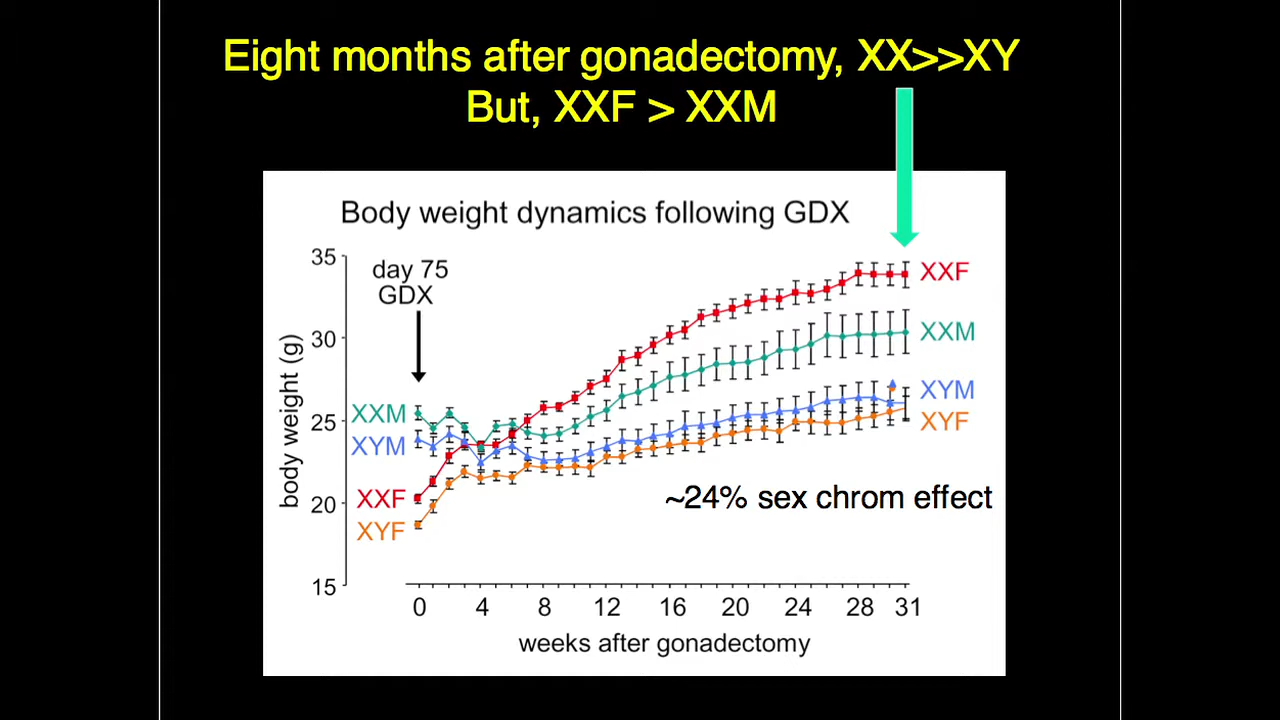 Eight months after gonadectomy, XX>>XY
But, XXF > XXM
Body weight dynamics following GDX
35
30
25
20
15
body weight (g)
day 75
GDX
XXM
XYM
XXF
XYF
XXF
XXM
XYM
XYF
~24% sex chrom effect
0 4 8 12 16 20 24 28 31
weeks after gonadectomy